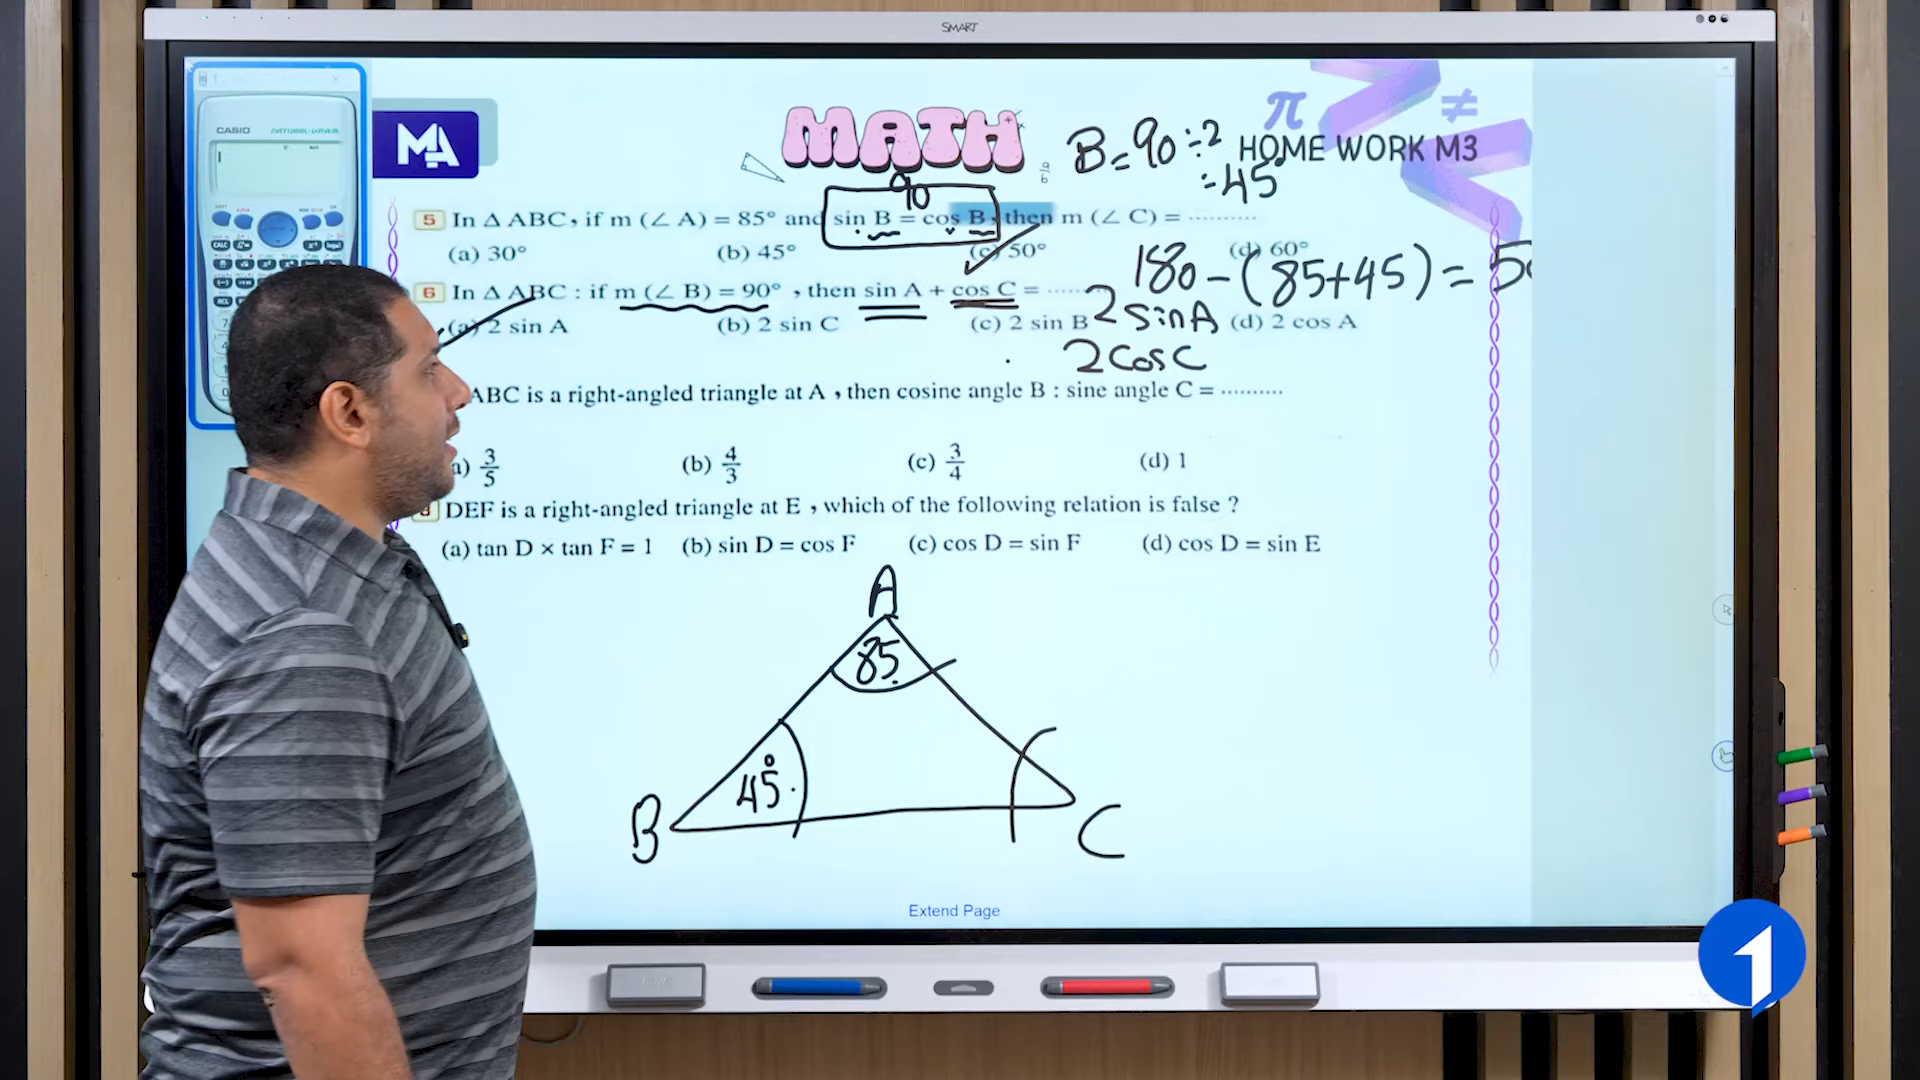 SMART
CASIO NATURAL-V.P.A.M.
MA
MATH
B = 90 ÷ 2
= 45°
π ≠
HOME WORK M3
90
5 In Δ ABC, if m (∠ A) = 85° and sin B = cos B, then m (∠ C) = ..........
(a) 30° (b) 45° (c) 50° (d) 60°
180 - (85+45) =
6 In Δ ABC : if m (∠ B) = 90° , then sin A + cos C =
2 sin A
(a) 2 sin A (b) 2 sin C (c) 2 sin B (d) 2 cos A
2 cos C
ABC is a right-angled triangle at A , then cosine angle B : sine angle C = ..........
a) 3/5 (b) 4/3 (c) 3/4 (d) 1
8 DEF is a right-angled triangle at E , which of the following relation is false ?
(a) tan D × tan F = 1 (b) sin D = cos F (c) cos D = sin F (d) cos D = sin E
A
85
45°
B
C
Extend Page
1